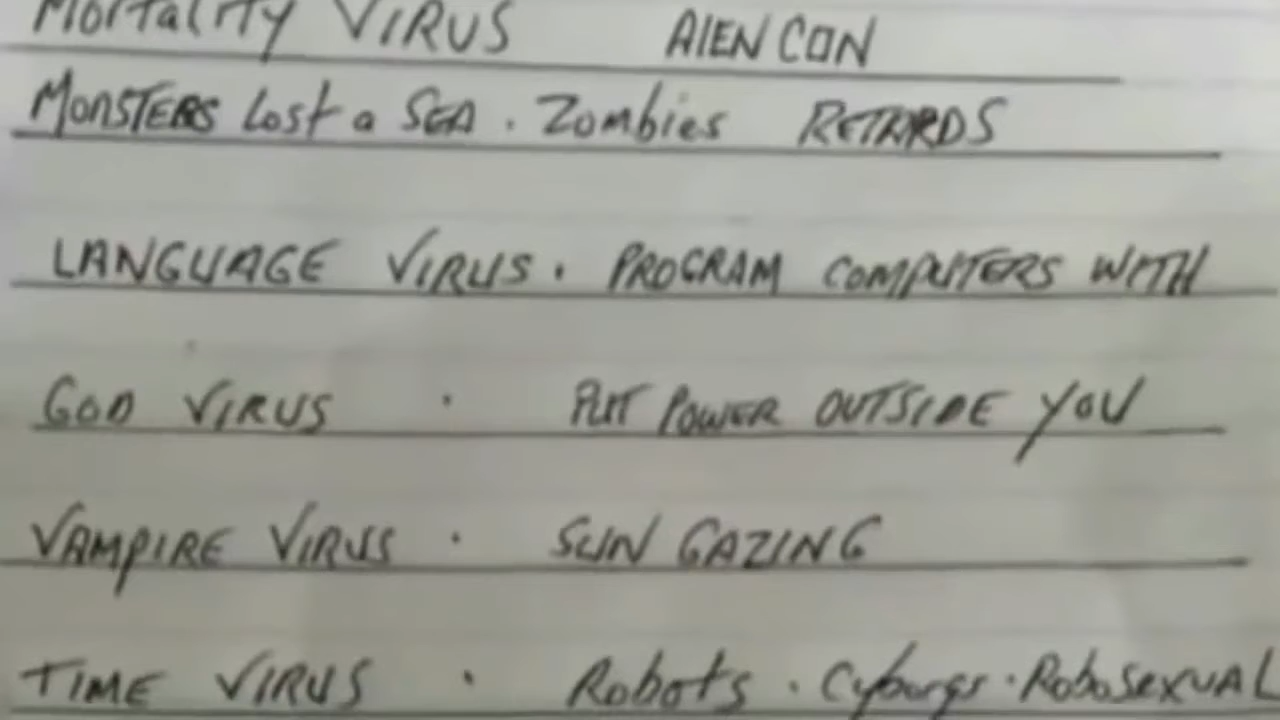 Mortality VIRUS AIEN CON
MONSTERS Lost a SEA . Zombies RETARDS
LANGUAGE VIRUS . PROGRAM COMPUTERS WITH
GOD VIRUS . PUT POWER OUTSIDE YOU
VAMPIRE VIRUS . SUN GAZING
TIME VIRUS . Robots . Cyborgs . ROBOSEXUAL